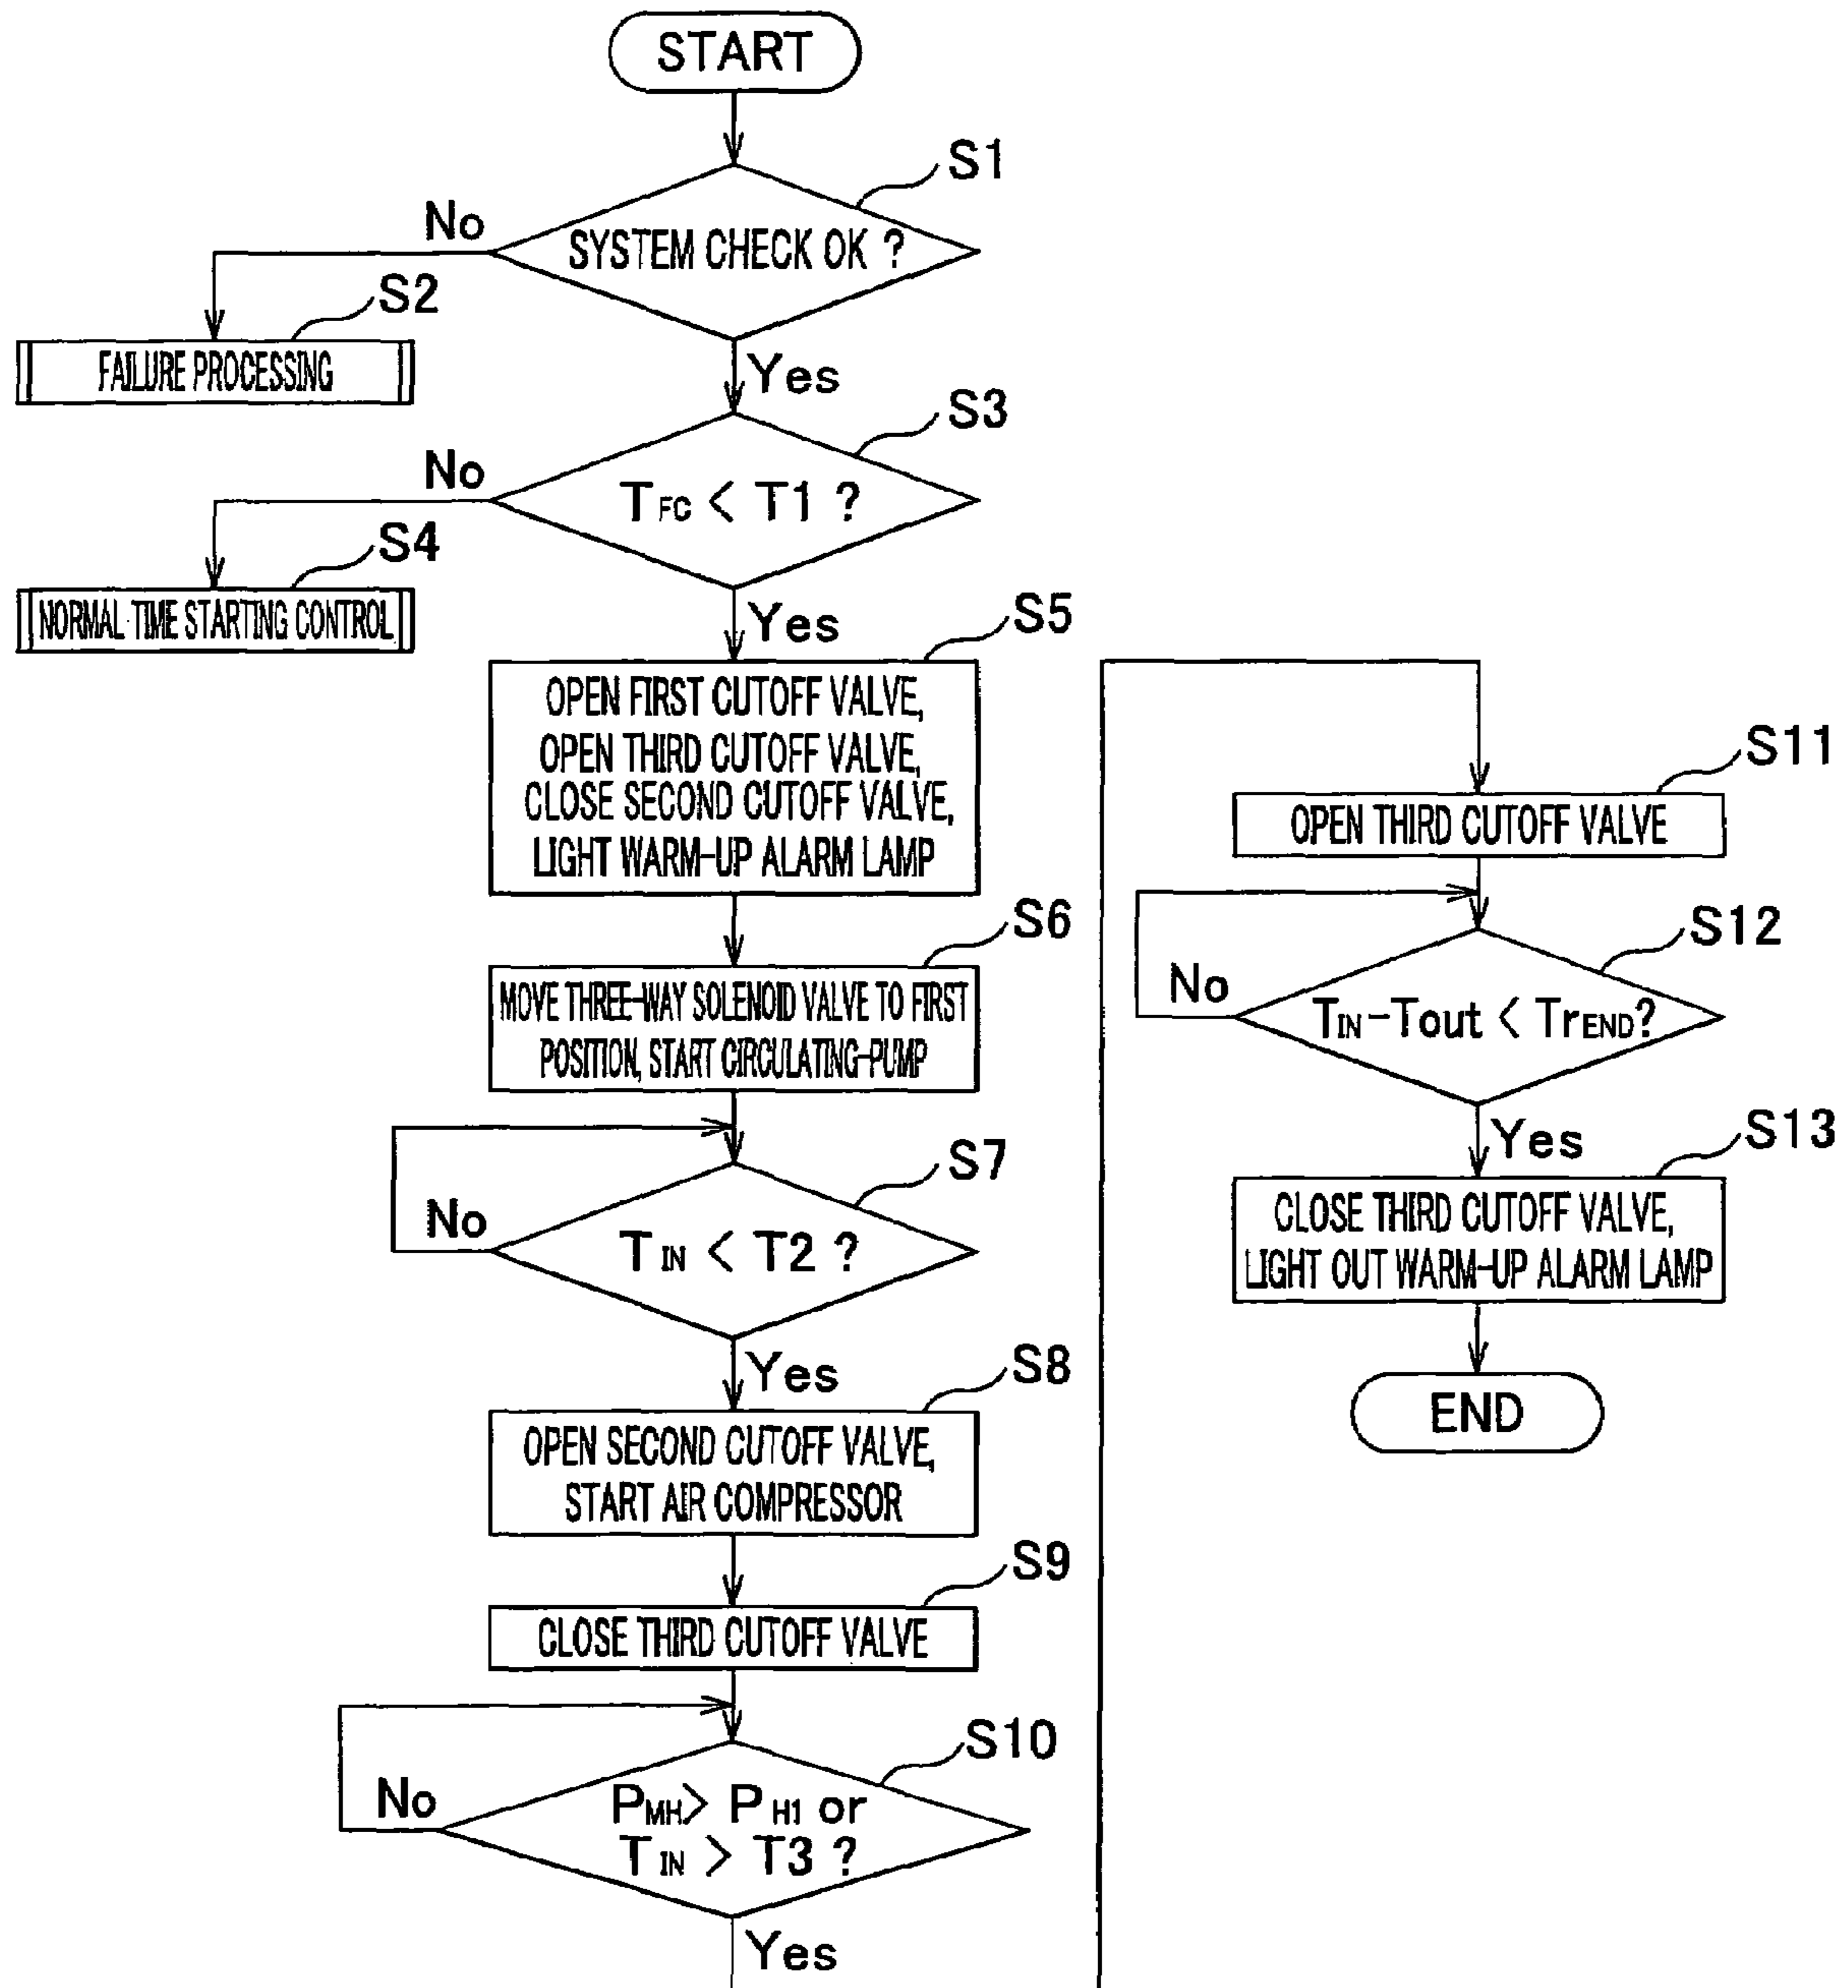 START
S1
No
SYSTEM CHECK OK ?
S2
FAILURE PROCESSING
Yes
S3
No
TFC < T1 ?
S4
NORMAL TIME STARTING CONTROL
Yes
S5
OPEN FIRST CUTOFF VALVE,
OPEN THIRD CUTOFF VALVE,
CLOSE SECOND CUTOFF VALVE,
LIGHT WARM-UP ALARM LAMP
S6
MOVE THREE-WAY SOLENOID VALVE TO FIRST
POSITION, START CIRCULATING-PUMP
S7
No
TIN < T2 ?
Yes
S8
OPEN SECOND CUTOFF VALVE,
START AIR COMPRESSOR
S9
CLOSE THIRD CUTOFF VALVE
S10
No
PMH> PH1 or
TIN > T3 ?
Yes
S11
OPEN THIRD CUTOFF VALVE
S12
No
TIN-Tout < TrEND?
Yes
S13
CLOSE THIRD CUTOFF VALVE,
LIGHT OUT WARM-UP ALARM LAMP
END